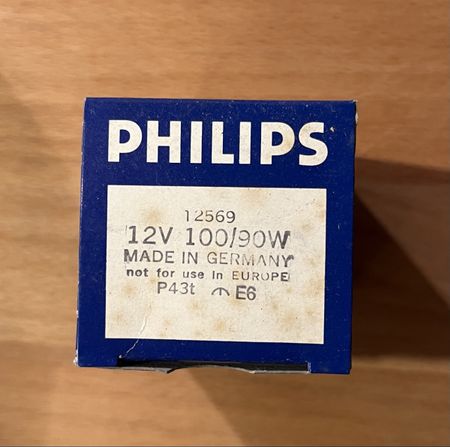 PHILIPS
12569
12V 100/90W
MADE IN GERMANY
not for use in EUROPE
P43t E6